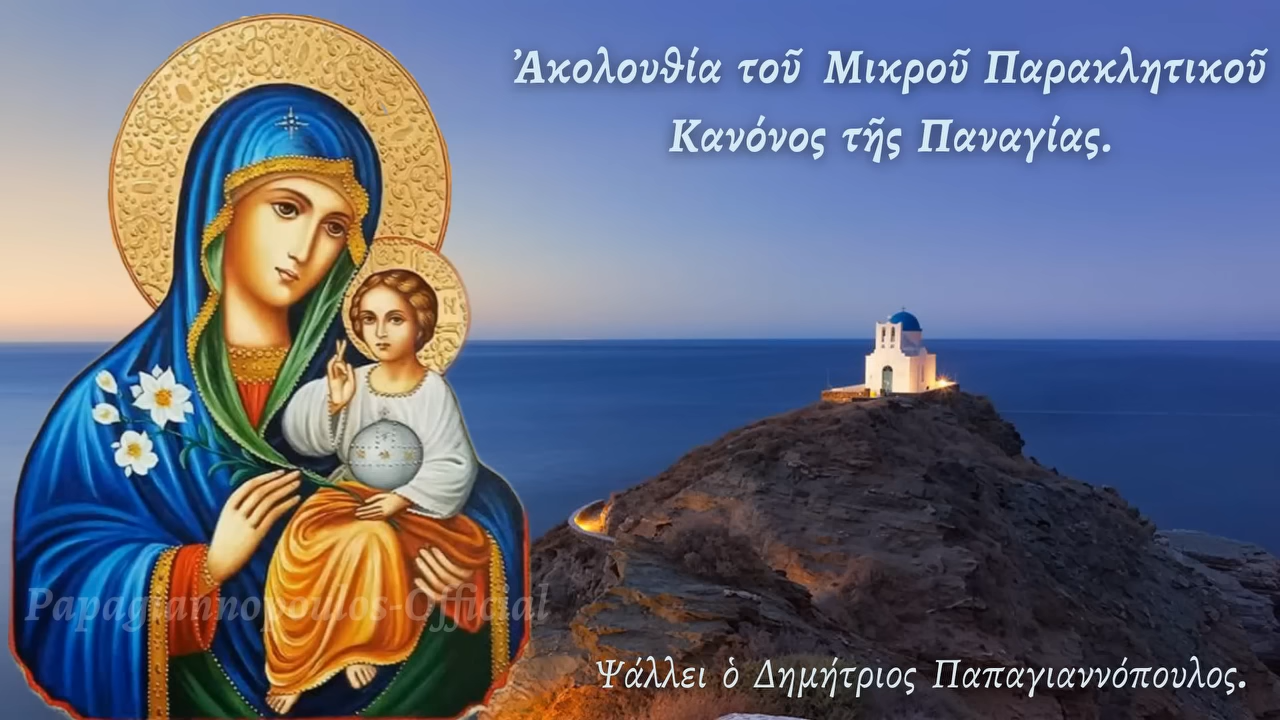 Ἀκολουθία τοῦ Μικροῦ Παρακλητικοῦ
Κανόνος τῆς Παναγίας.
Papagiannopoulos-Official
Ψάλλει ὁ Δημήτριος Παπαγιαννόπουλος.